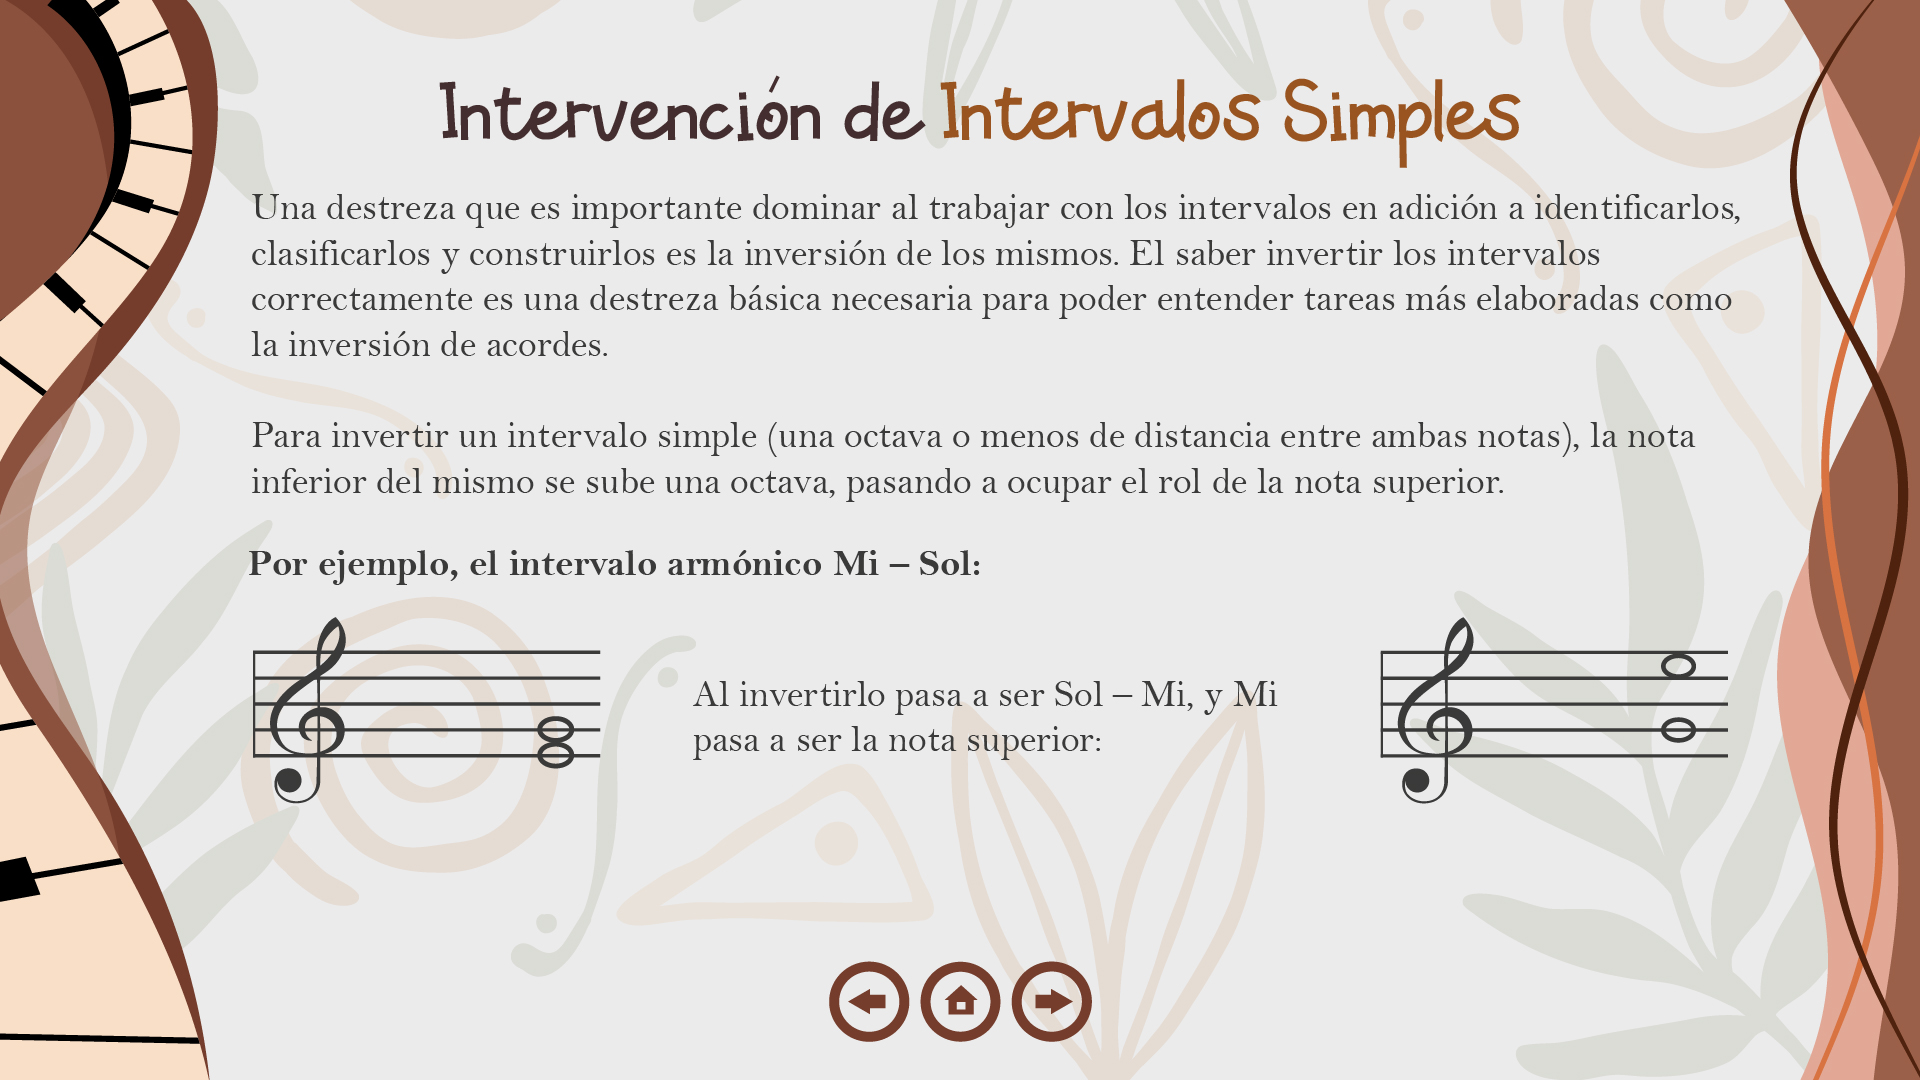 Intervención de Intervalos Simples
Una destreza que es importante dominar al trabajar con los intervalos en adición a identificarlos,
clasificarlos y construirlos es la inversión de los mismos. El saber invertir los intervalos
correctamente es una destreza básica necesaria para poder entender tareas más elaboradas como
la inversión de acordes.
Para invertir un intervalo simple (una octava o menos de distancia entre ambas notas), la nota
inferior del mismo se sube una octava, pasando a ocupar el rol de la nota superior.
Por ejemplo, el intervalo armónico Mi – Sol:
Al invertirlo pasa a ser Sol – Mi, y Mi
pasa a ser la nota superior: